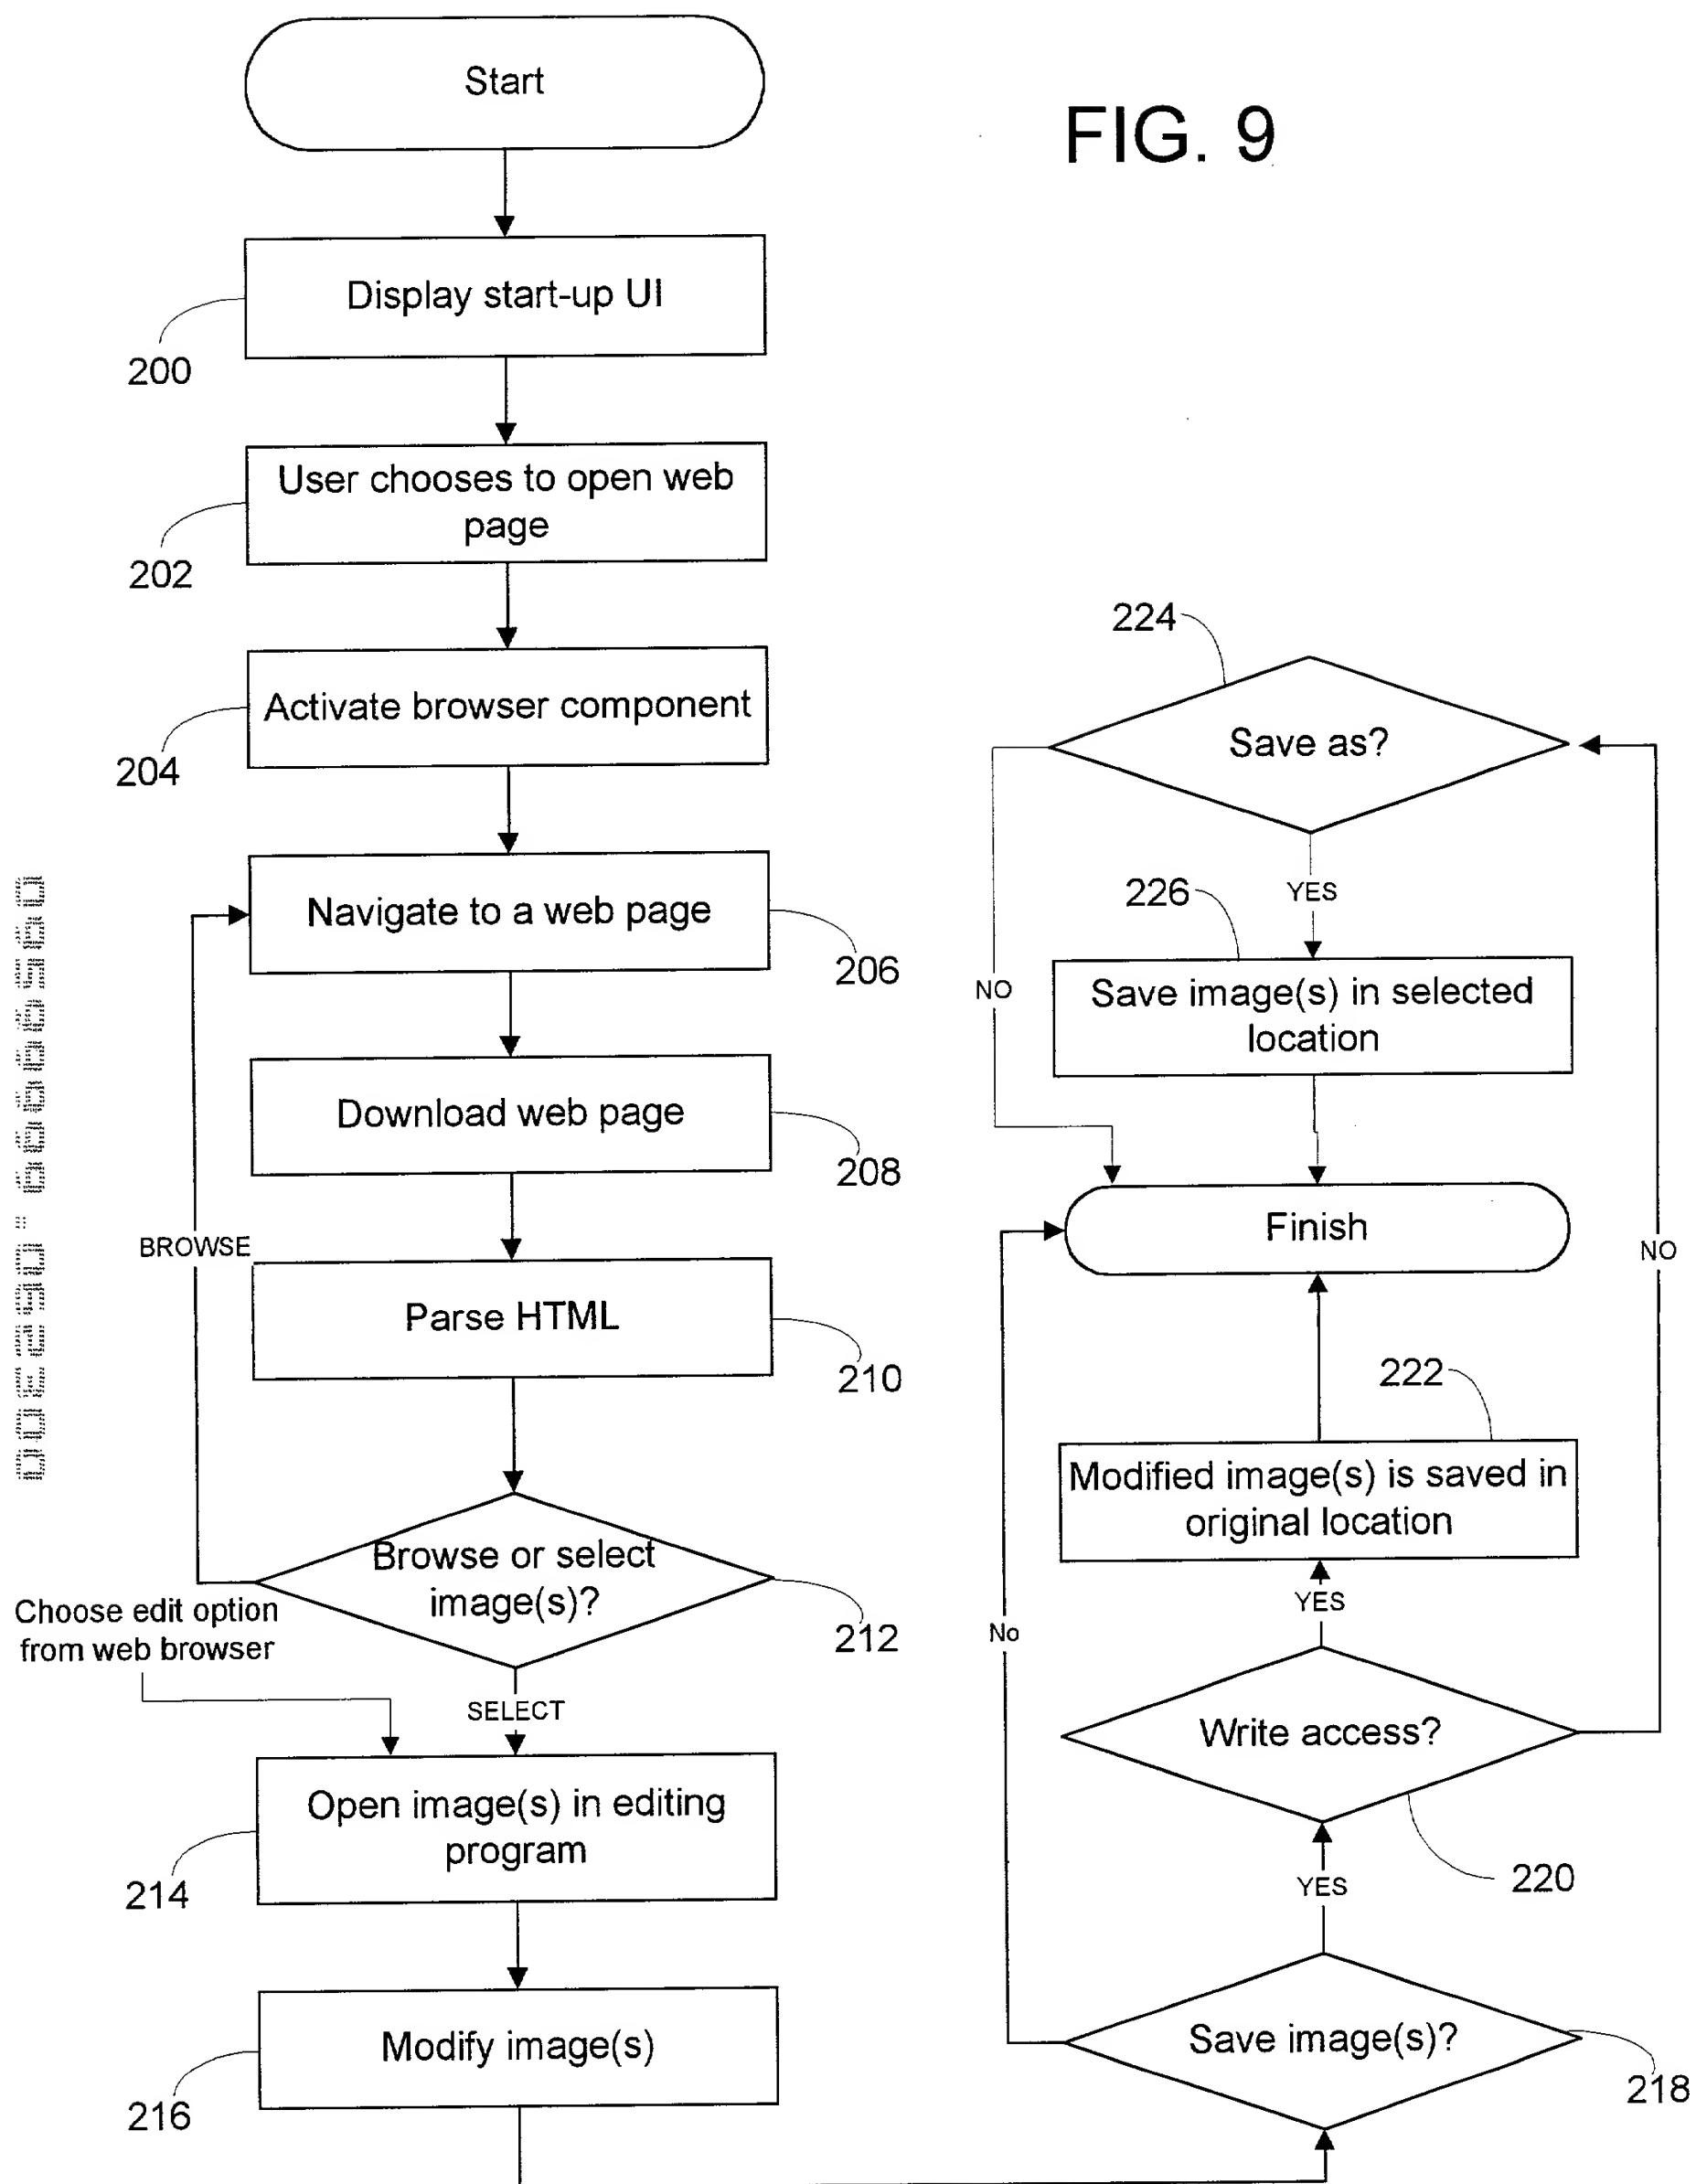 Start
FIG. 9
Display start-up UI
200
User chooses to open web
page
202
Activate browser component
204
Navigate to a web page
206
Download web page
208
BROWSE
Parse HTML
210
Browse or select
image(s)?
212
Choose edit option
from web browser
SELECT
Open image(s) in editing
program
214
Modify image(s)
216
224
Save as?
YES
226
NO
Save image(s) in selected
location
Finish
NO
222
Modified image(s) is saved in
original location
YES
No
Write access?
220
YES
Save image(s)?
218